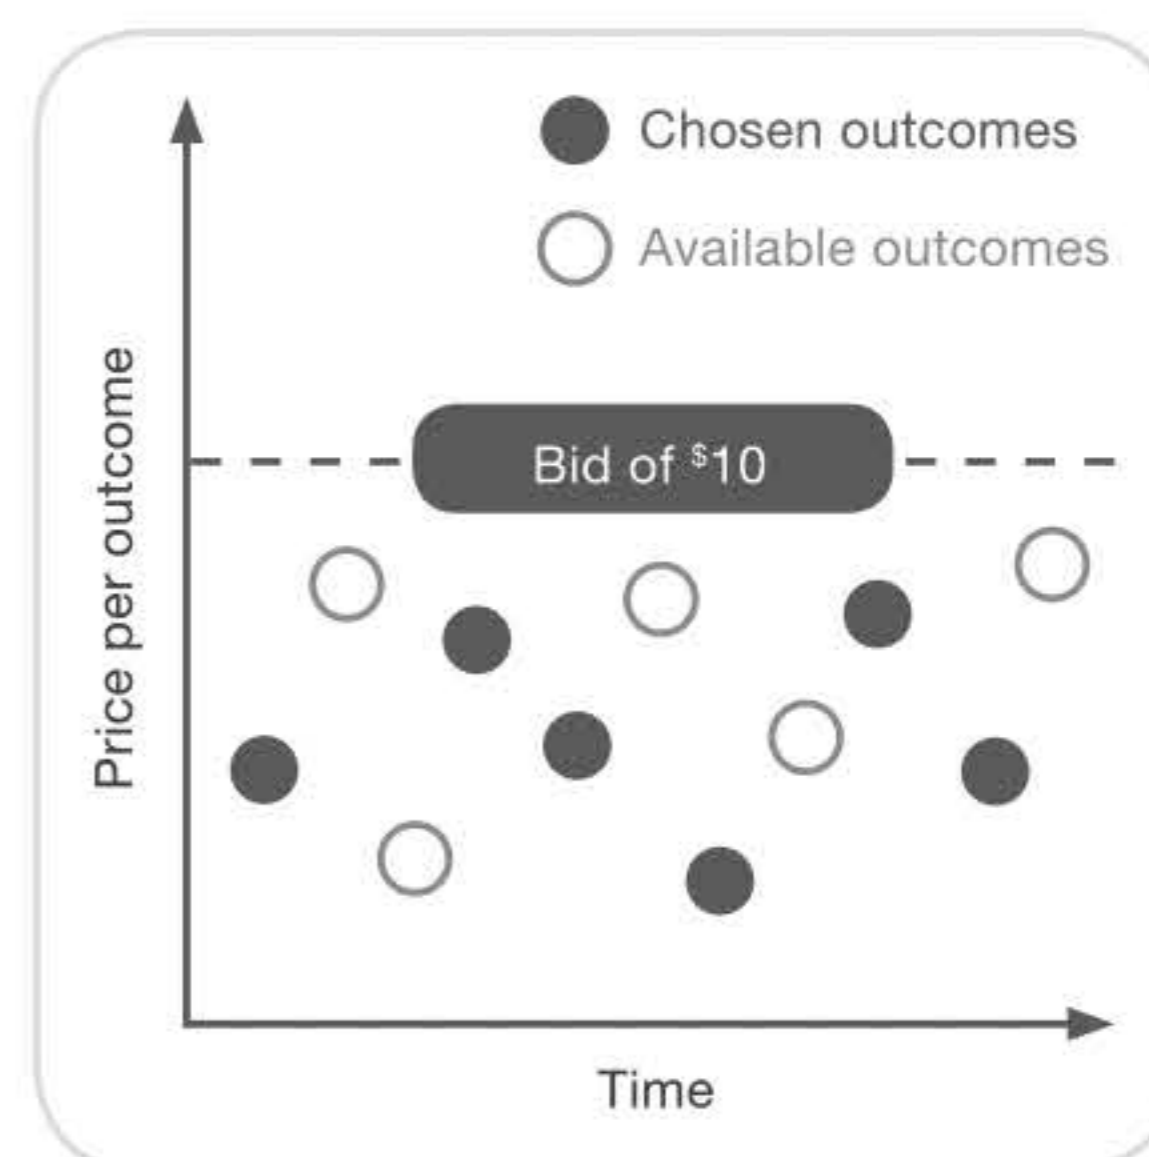 Chosen outcomes
Available outcomes
Price per outcome
Bid of $10
Time